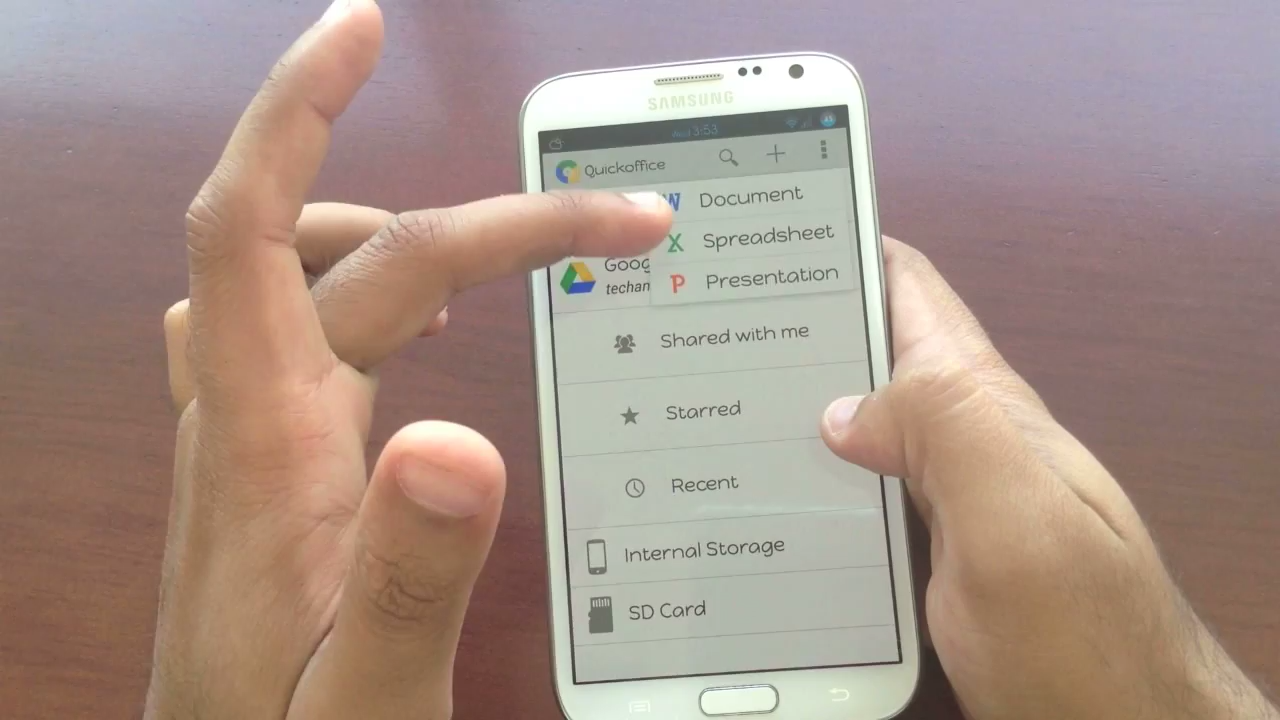 SAMSUNG
3:53
Quickoffice
W Document
X Spreadsheet
Goog
P Presentation
techan
Shared with me
Starred
Recent
Internal Storage
SD Card